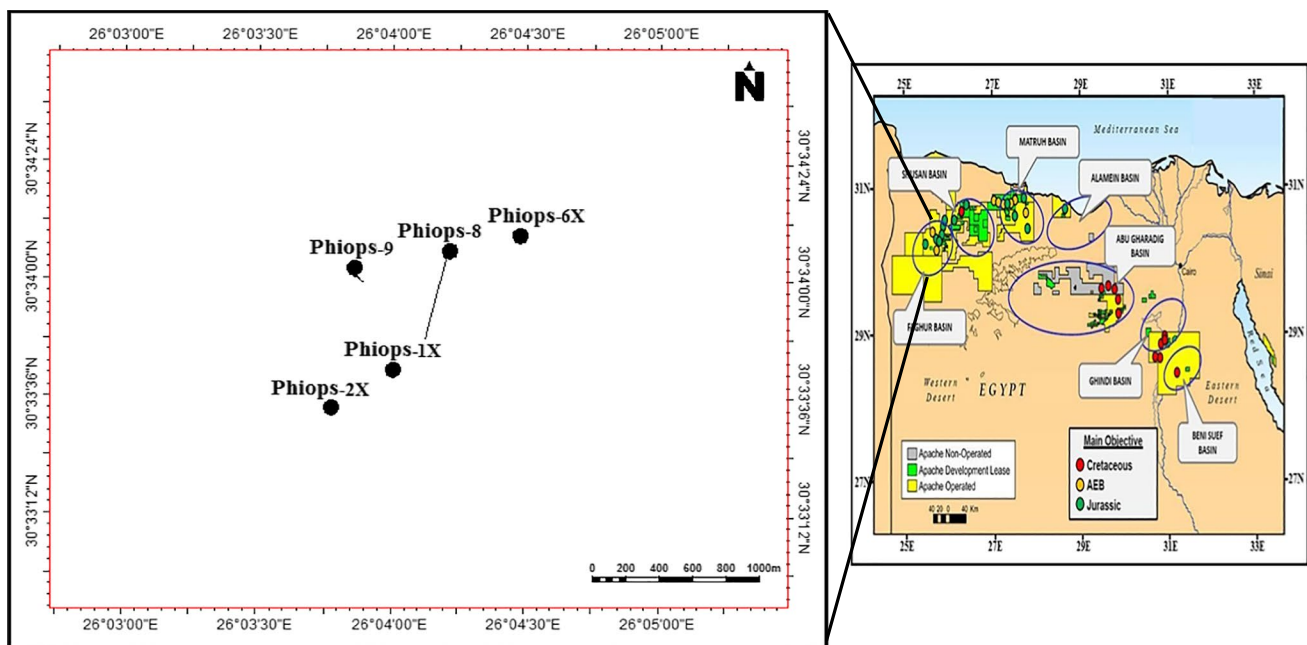 26°03'00"E 26°03'30"E 26°04'00"E 26°04'30"E 26°05'00"E
N
30°34'24"N
30°34'00"N
30°33'36"N
30°33'12"N
30°34'24"N
30°34'00"N
30°33'36"N
30°33'12"N
Phiops-6X
Phiops-8
Phiops-9
Phiops-1X
Phiops-2X
0 200 400 600 800 1000m
26°03'00"E 26°03'30"E 26°04'00"E 26°04'30"E 26°05'00"E
25E 27E 29E 31E 33E
Mediterranean Sea
MATRUH BASIN
SHUSAN BASIN
ALAMEIN BASIN
31N
31N
ABU GHARADIG
BASIN
Cairo
Sinai
FAGHUR BASIN
29N
29N
Red Sea
GHINDI BASIN
Western
Desert
EGYPT
Eastern
Desert
BENI SUEF
BASIN
Apache Non-Operated
Apache Development Lease
Apache Operated
Main Objective
Cretaceous
AEB
Jurassic
27N
27N
40 20 0 40 Km
25E 27E 29E 31E 33E